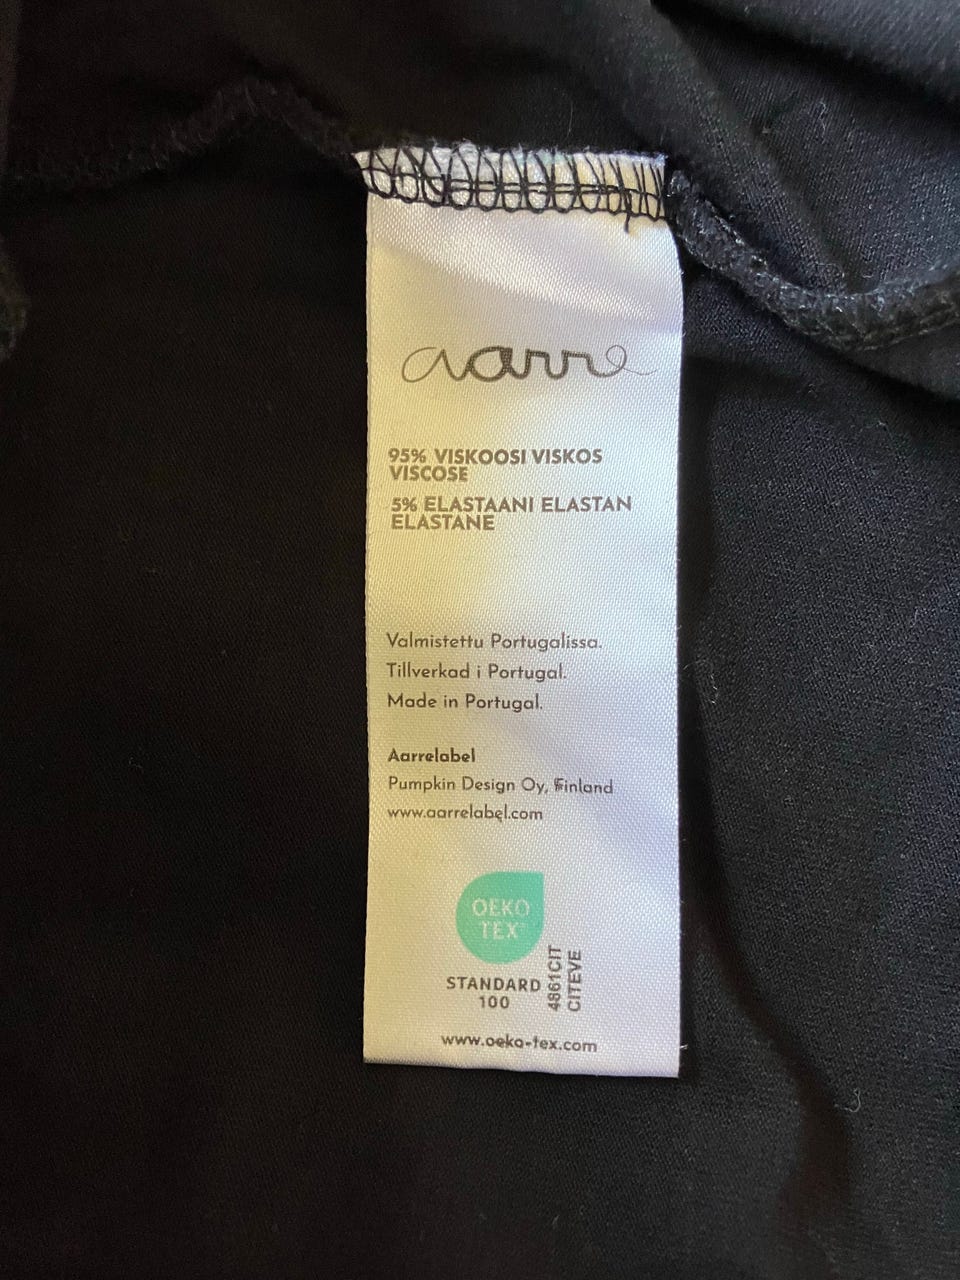 aarre
95% VISKOOSI VISKOS
VISCOSE
5% ELASTAANI ELASTAN
ELASTANE
Valmistettu Portugalissa.
Tillverkad i Portugal.
Made in Portugal.
Aarrelabel
Pumpkin Design Oy, Finland
www.aarrelabel.com
OEKO
TEX
STANDARD
100
4861CIT
CITEVE
www.oeko-tex.com